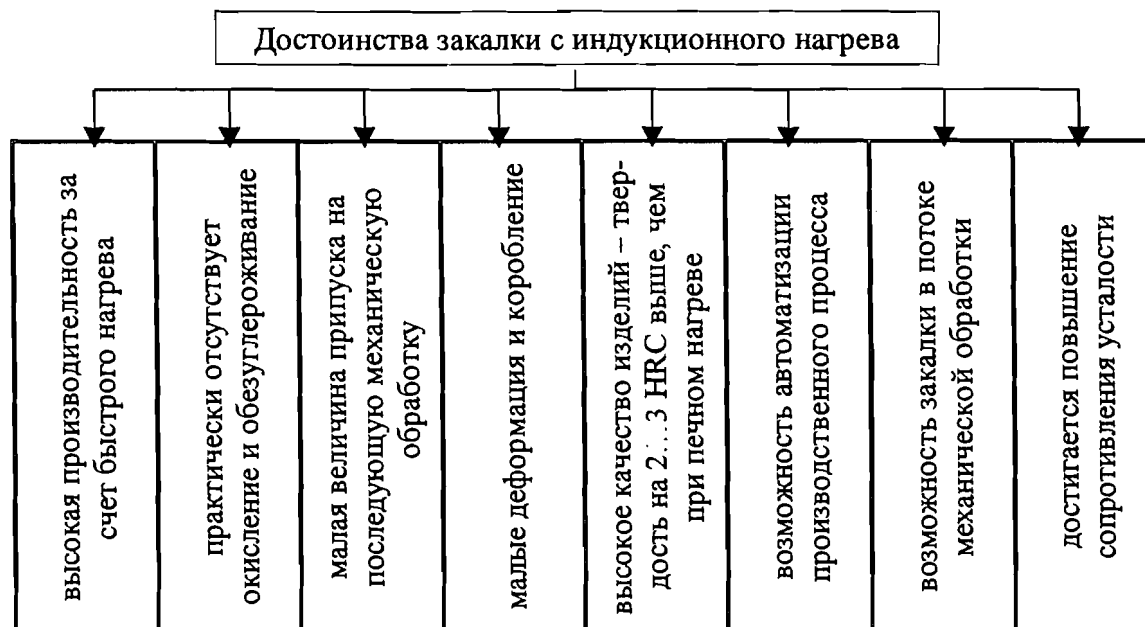 Достоинства закалки с индукционного нагрева
высокая производительность за
счет быстрого нагрева
практически отсутствует
окисление и обезуглероживание
малая величина припуска на
последующую механическую
обработку
малые деформация и коробление
высокое качество изделий – твер-
дость на 2…3 HRC выше, чем
при печном нагреве
возможность автоматизации
производственного процесса
возможность закалки в потоке
механической обработки
достигается повышение
сопротивления усталости